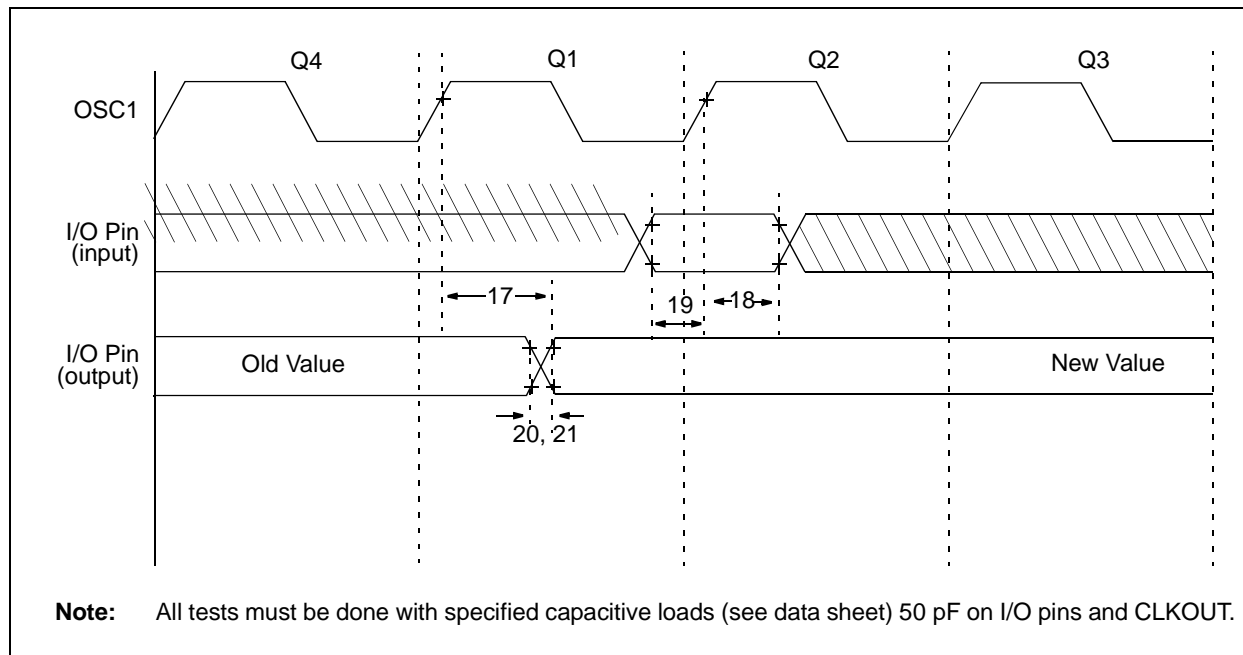 Q4 Q1 Q2 Q3
OSC1
I/O Pin
(input)
17
19
18
I/O Pin
(output)
Old Value
New Value
20, 21
Note: All tests must be done with specified capacitive loads (see data sheet) 50 pF on I/O pins and CLKOUT.